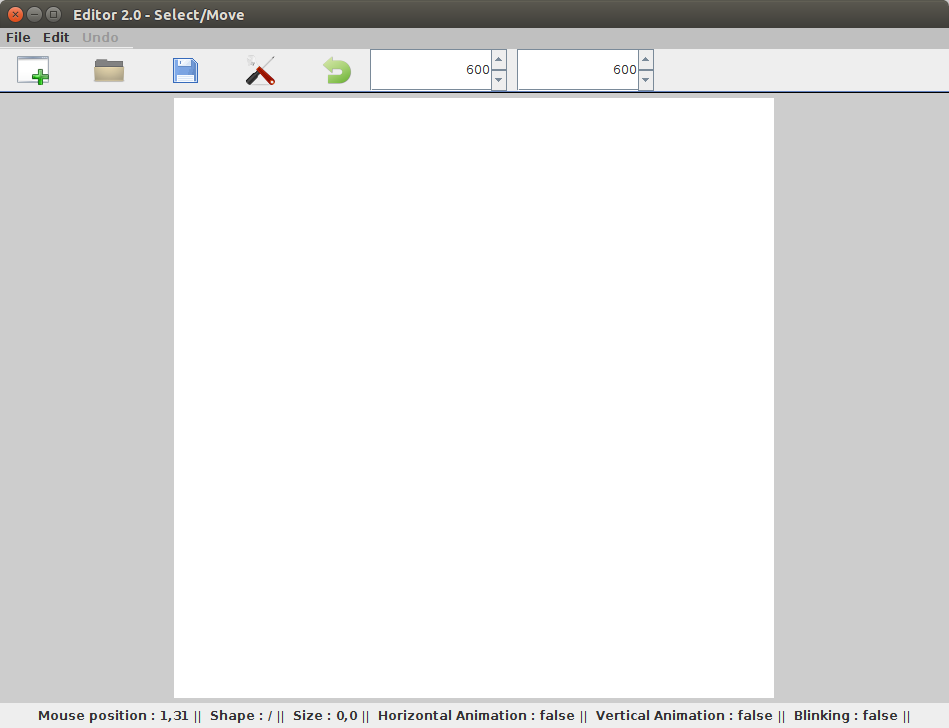 Editor 2.0 - Select/Move
File Edit Undo
600 600
Mouse position : 1,31 || Shape : / || Size : 0,0 || Horizontal Animation : false || Vertical Animation : false || Blinking : false ||